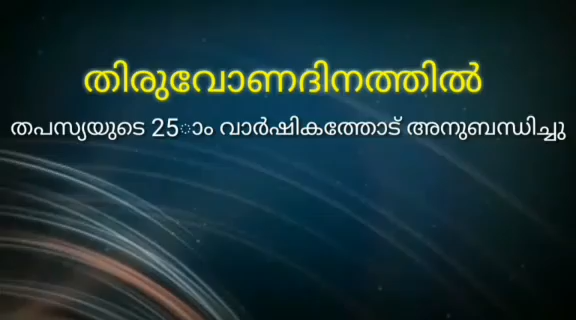 തിരുവോണദിനത്തിൽ
തപസ്യയുടെ 25ാം വാർഷികത്തോട് അനുബന്ധിച്ചു